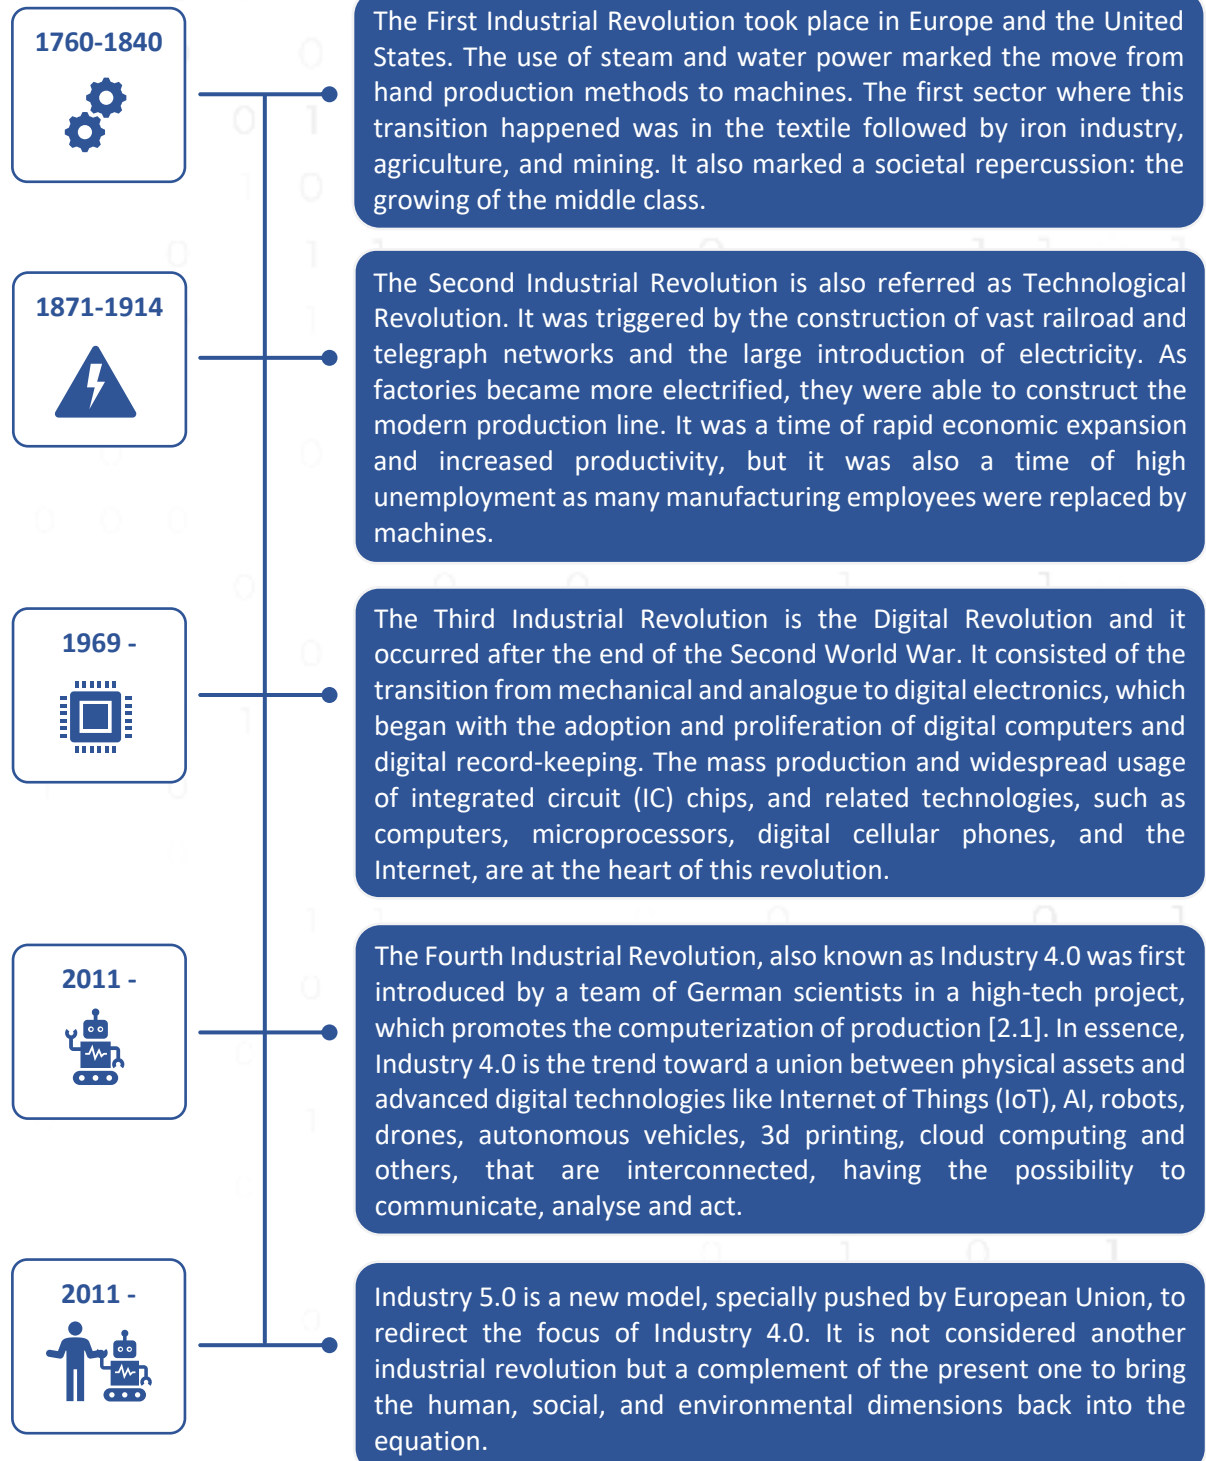 1760-1840
The First Industrial Revolution took place in Europe and the United
States. The use of steam and water power marked the move from
hand production methods to machines. The first sector where this
transition happened was in the textile followed by iron industry,
agriculture, and mining. It also marked a societal repercussion: the
growing of the middle class.
1871-1914
The Second Industrial Revolution is also referred as Technological
Revolution. It was triggered by the construction of vast railroad and
telegraph networks and the large introduction of electricity. As
factories became more electrified, they were able to construct the
modern production line. It was a time of rapid economic expansion
and increased productivity, but it was also a time of high
unemployment as many manufacturing employees were replaced by
machines.
1969 -
The Third Industrial Revolution is the Digital Revolution and it
occurred after the end of the Second World War. It consisted of the
transition from mechanical and analogue to digital electronics, which
began with the adoption and proliferation of digital computers and
digital record-keeping. The mass production and widespread usage
of integrated circuit (IC) chips, and related technologies, such as
computers, microprocessors, digital cellular phones, and the
Internet, are at the heart of this revolution.
2011 -
The Fourth Industrial Revolution, also known as Industry 4.0 was first
introduced by a team of German scientists in a high-tech project,
which promotes the computerization of production [2.1]. In essence,
Industry 4.0 is the trend toward a union between physical assets and
advanced digital technologies like Internet of Things (IoT), AI, robots,
drones, autonomous vehicles, 3d printing, cloud computing and
others, that are interconnected, having the possibility to
communicate, analyse and act.
2011 -
Industry 5.0 is a new model, specially pushed by European Union, to
redirect the focus of Industry 4.0. It is not considered another
industrial revolution but a complement of the present one to bring
the human, social, and environmental dimensions back into the
equation.